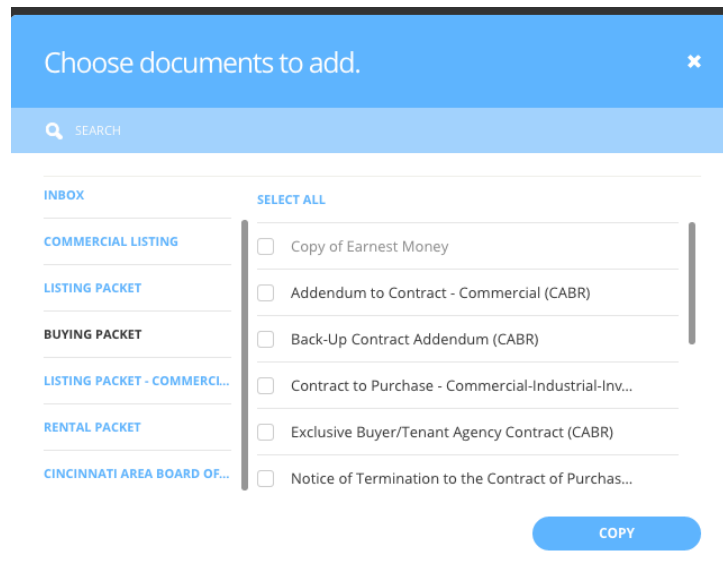 Choose documents to add.
SEARCH
INBOX
COMMERCIAL LISTING
LISTING PACKET
BUYING PACKET
LISTING PACKET - COMMERCI...
RENTAL PACKET
CINCINNATI AREA BOARD OF...
SELECT ALL
Copy of Earnest Money
Addendum to Contract - Commercial (CABR)
Back-Up Contract Addendum (CABR)
Contract to Purchase - Commercial-Industrial-Inv...
Exclusive Buyer/Tenant Agency Contract (CABR)
Notice of Termination to the Contract of Purchas...
COPY